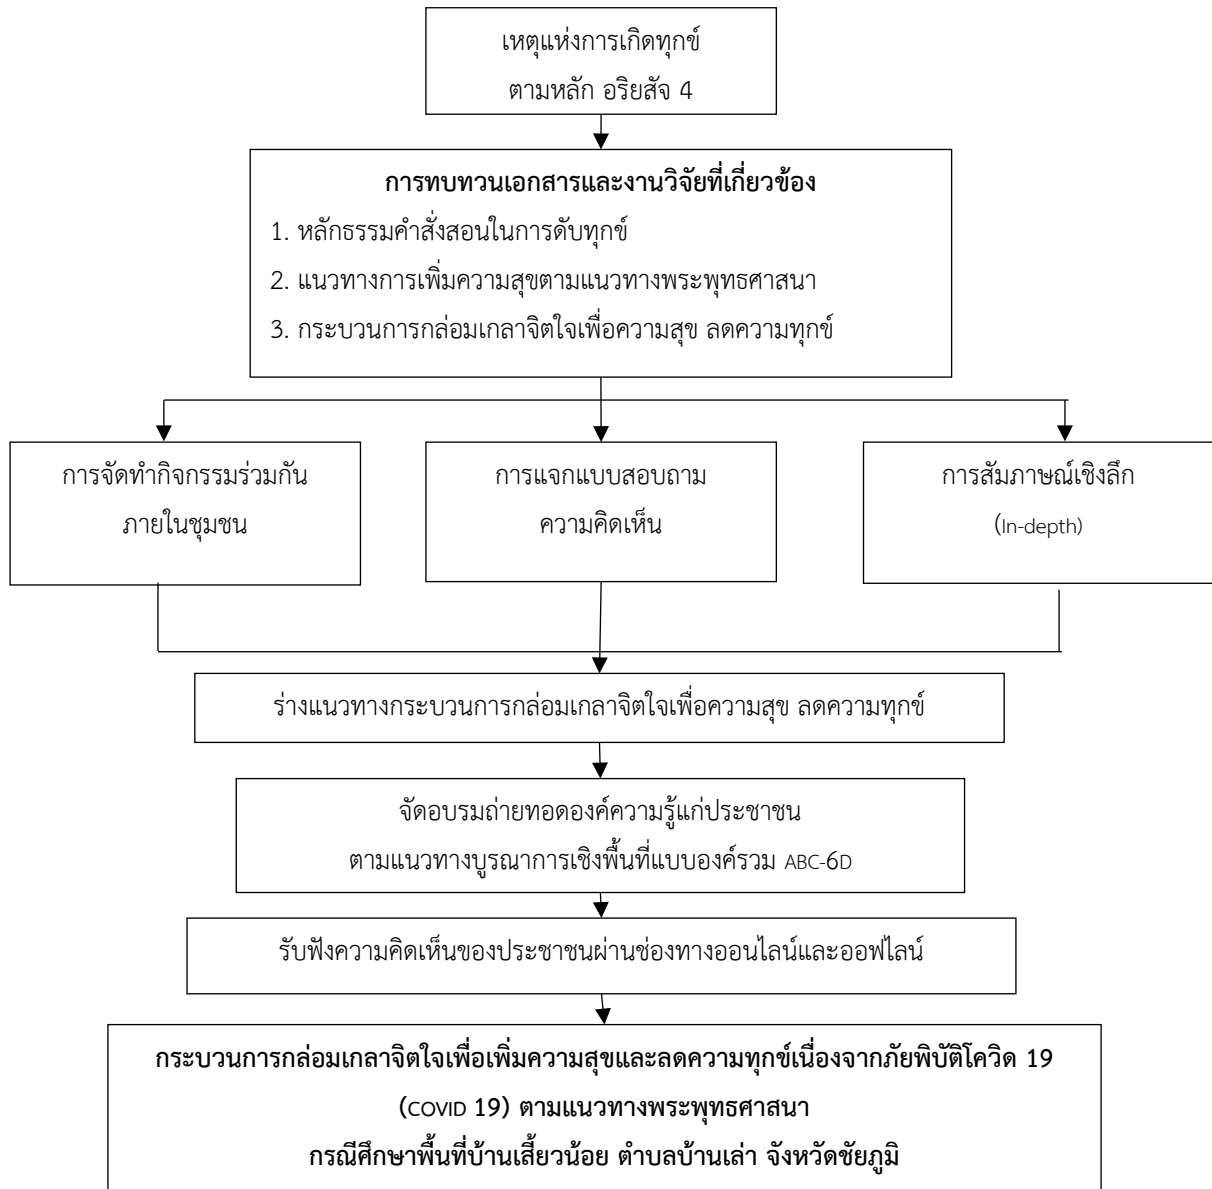 เหตุแห่งการเกิดทุกข์
ตามหลัก อริยสัจ 4
การทบทวนเอกสารและงานวิจัยที่เกี่ยวข้อง
1. หลักธรรมคำสั่งสอนในการดับทุกข์
2. แนวทางการเพิ่มความสุขตามแนวทางพระพุทธศาสนา
3. กระบวนการกล่อมเกลาจิตใจเพื่อความสุข ลดความทุกข์
การจัดทำกิจกรรมร่วมกัน
ภายในชุมชน
การแจกแบบสอบถาม
ความคิดเห็น
การสัมภาษณ์เชิงลึก
(In-depth)
ร่างแนวทางกระบวนการกล่อมเกลาจิตใจเพื่อความสุข ลดความทุกข์
จัดอบรมถ่ายทอดองค์ความรู้แก่ประชาชน
ตามแนวทางบูรณาการเชิงพื้นที่แบบองค์รวม ABC-6D
รับฟังความคิดเห็นของประชาชนผ่านช่องทางออนไลน์และออฟไลน์
กระบวนการกล่อมเกลาจิตใจเพื่อเพิ่มความสุขและลดความทุกข์เนื่องจากภัยพิบัติโควิด 19
(COVID 19) ตามแนวทางพระพุทธศาสนา
กรณีศึกษาพื้นที่บ้านเสี้ยวน้อย ตำบลบ้านเล่า จังหวัดชัยภูมิ